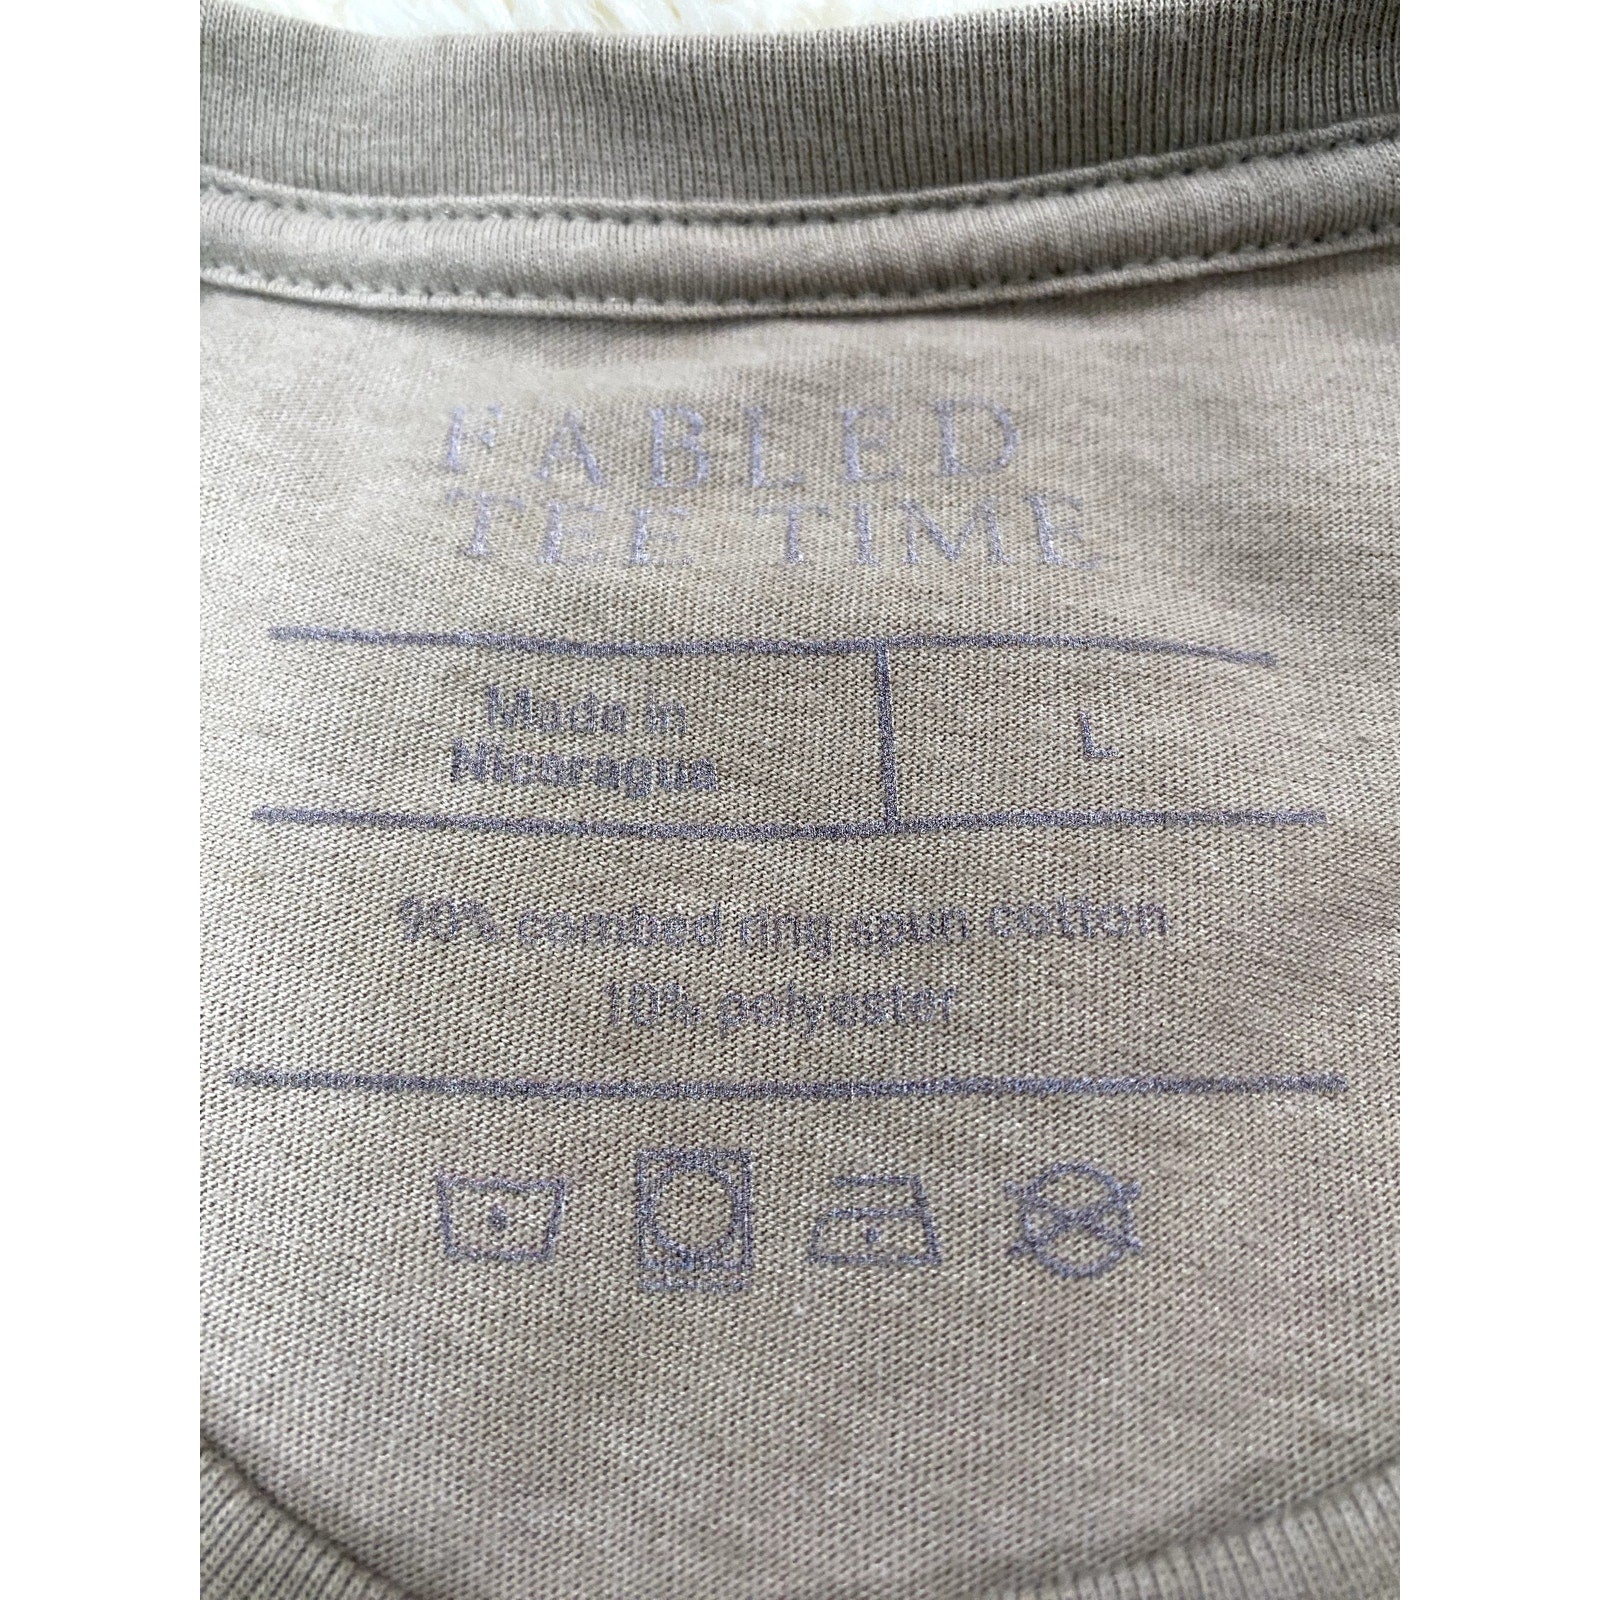 FABLED
TEE TIME
Made in
Nicaragua
L
90% combed ring spun cotton
10% polyester